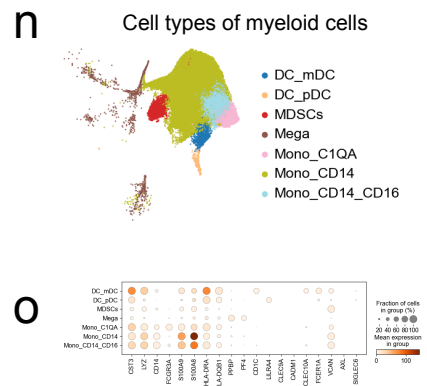 n
Cell types of myeloid cells
DC_mDC
DC_pDC
MDSCs
Mega
Mono_C1QA
Mono_CD14
Mono_CD14_CD16
o
DC_mDC
DC_pDC
MDSCs
Mega
Mono_C1QA
Mono_CD14
Mono_CD14_CD16
CST3
LYZ
CD14
FCGR3A
S100A9
S100A8
HLA-DRA
HLA-DQB1
PPBP
PF4
CD1C
LILRA4
CLEC9A
CADM1
CLEC10A
FCER1A
VCAN
AXL
SIGLEC6
Fraction of cells
in group (%)
20 40 60 80 100
Mean expression
in group
0 100